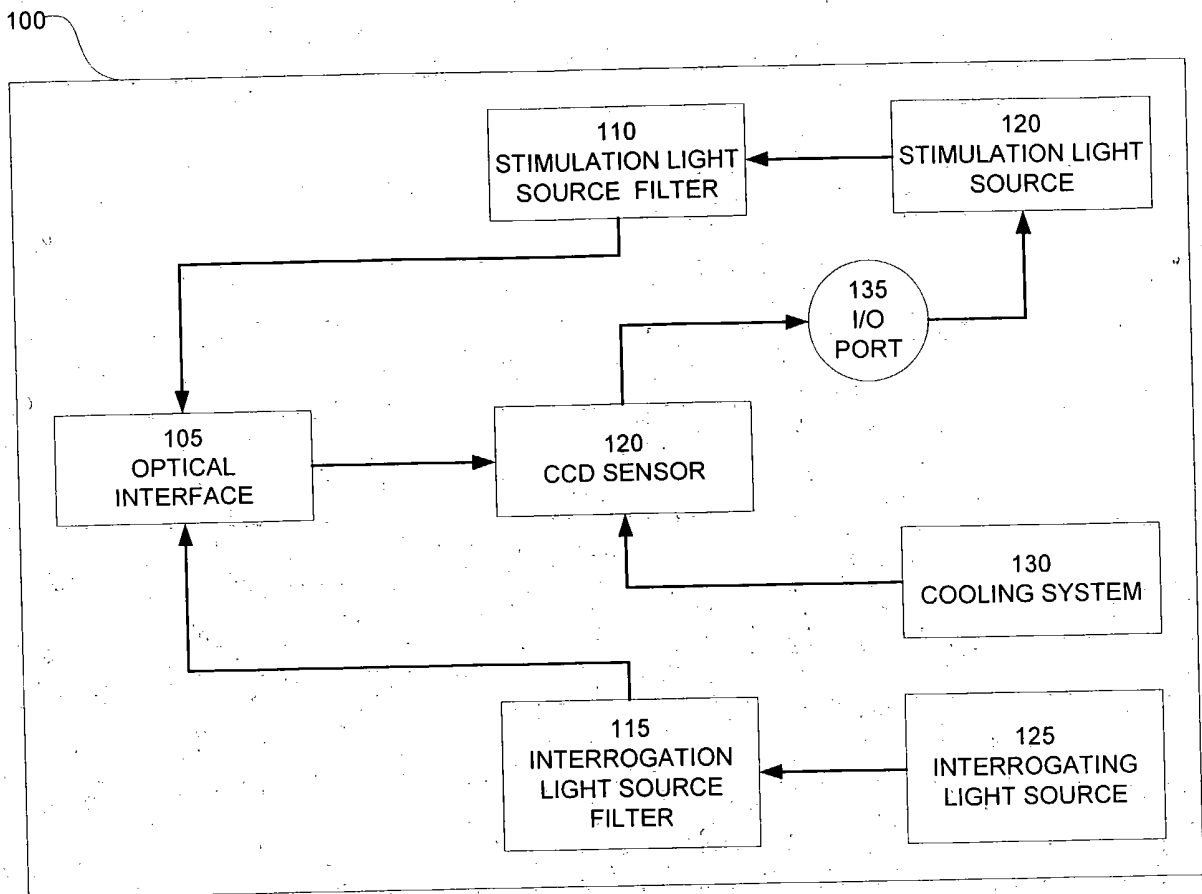 100
110
STIMULATION LIGHT
SOURCE FILTER
120
STIMULATION LIGHT
SOURCE
135
I/O
PORT
105
OPTICAL
INTERFACE
120
CCD SENSOR
130
COOLING SYSTEM
115
INTERROGATION
LIGHT SOURCE
FILTER
125
INTERROGATING
LIGHT SOURCE